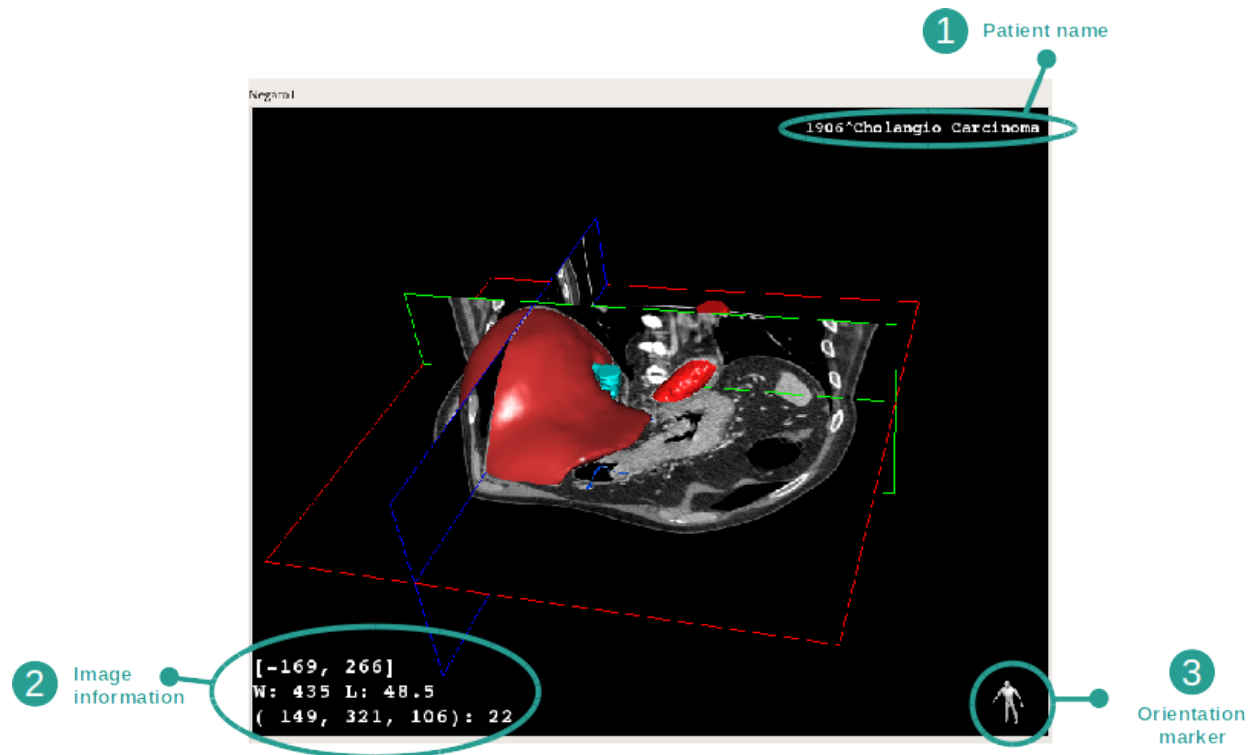 1 Patient name
Negato1
1906^Cholangio Carcinoma
[-169, 266]
W: 435 L: 48.5
( 149, 321, 106): 22
2 Image
information
3
Orientation
marker